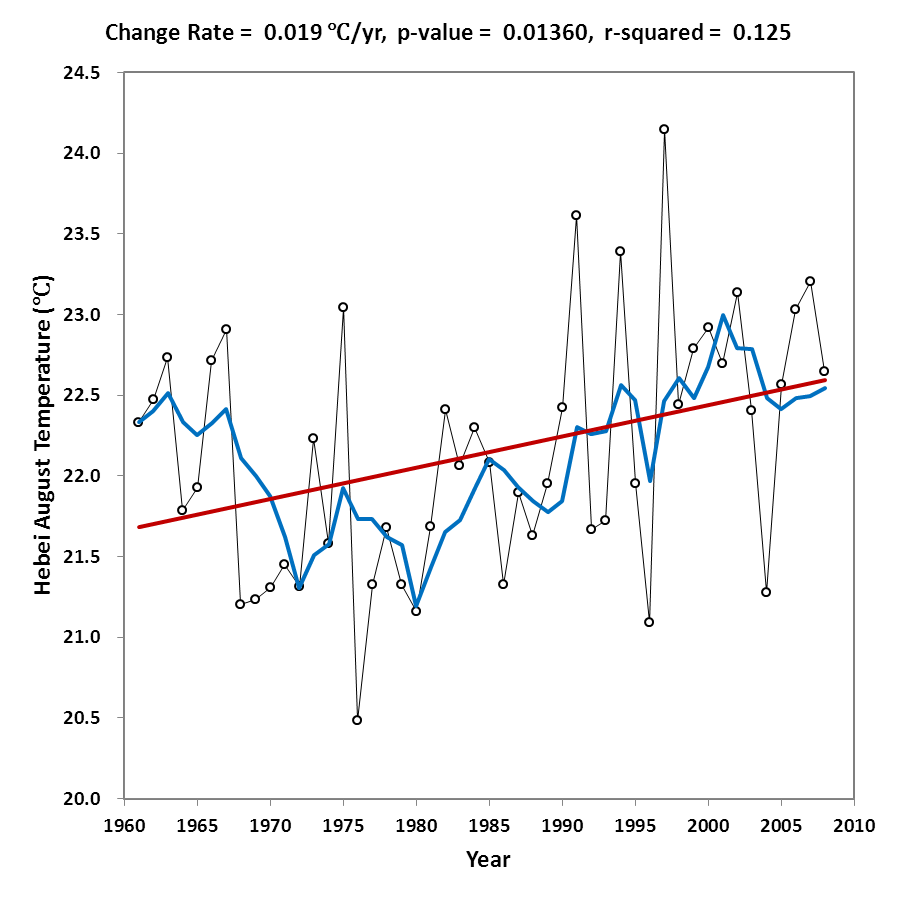 Change Rate = 0.019 ℃/yr, p-value = 0.01360, r-squared = 0.125
24.5
24.0
23.5
23.0
22.5
22.0
21.5
21.0
20.5
20.0
Hebei August Temperature (℃)
1960 1965 1970 1975 1980 1985 1990 1995 2000 2005 2010
Year